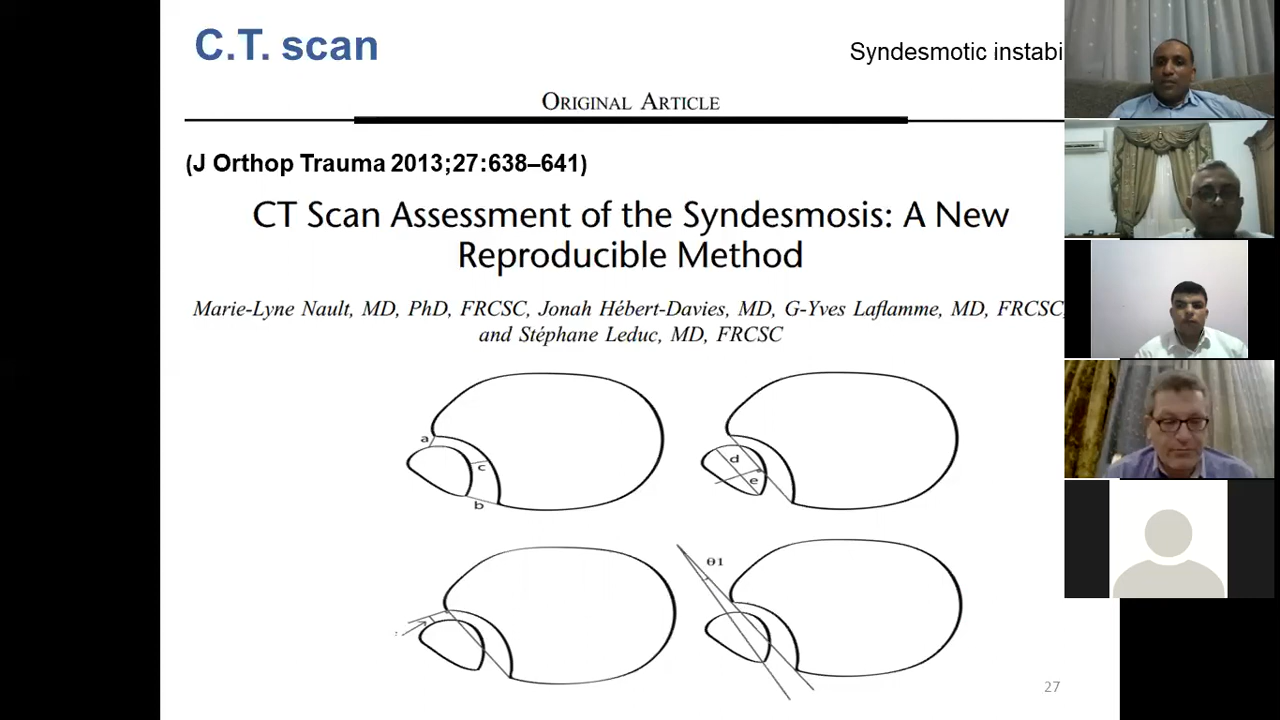 C.T. scan
Syndesmotic instabi
ORIGINAL ARTICLE
(J Orthop Trauma 2013;27:638–641)
CT Scan Assessment of the Syndesmosis: A New
Reproducible Method
Marie-Lyne Nault, MD, PhD, FRCSC, Jonah Hébert-Davies, MD, G-Yves Laflamme, MD, FRCSC,
and Stéphane Leduc, MD, FRCSC
a
c
b
d
e
θ1
27